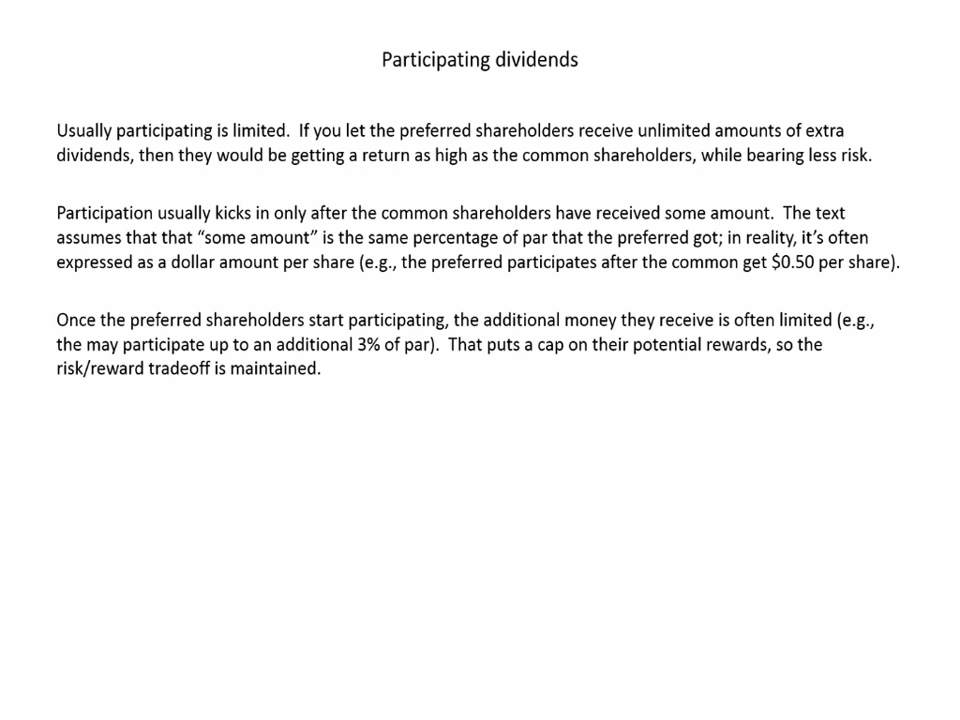 Participating dividends
Usually participating is limited.  If you let the preferred shareholders receive unlimited amounts of extra
dividends, then they would be getting a return as high as the common shareholders, while bearing less risk.
Participation usually kicks in only after the common shareholders have received some amount.  The text
assumes that that “some amount” is the same percentage of par that the preferred got; in reality, it’s often
expressed as a dollar amount per share (e.g., the preferred participates after the common get $0.50 per share).
Once the preferred shareholders start participating, the additional money they receive is often limited (e.g.,
the may participate up to an additional 3% of par).  That puts a cap on their potential rewards, so the
risk/reward tradeoff is maintained.